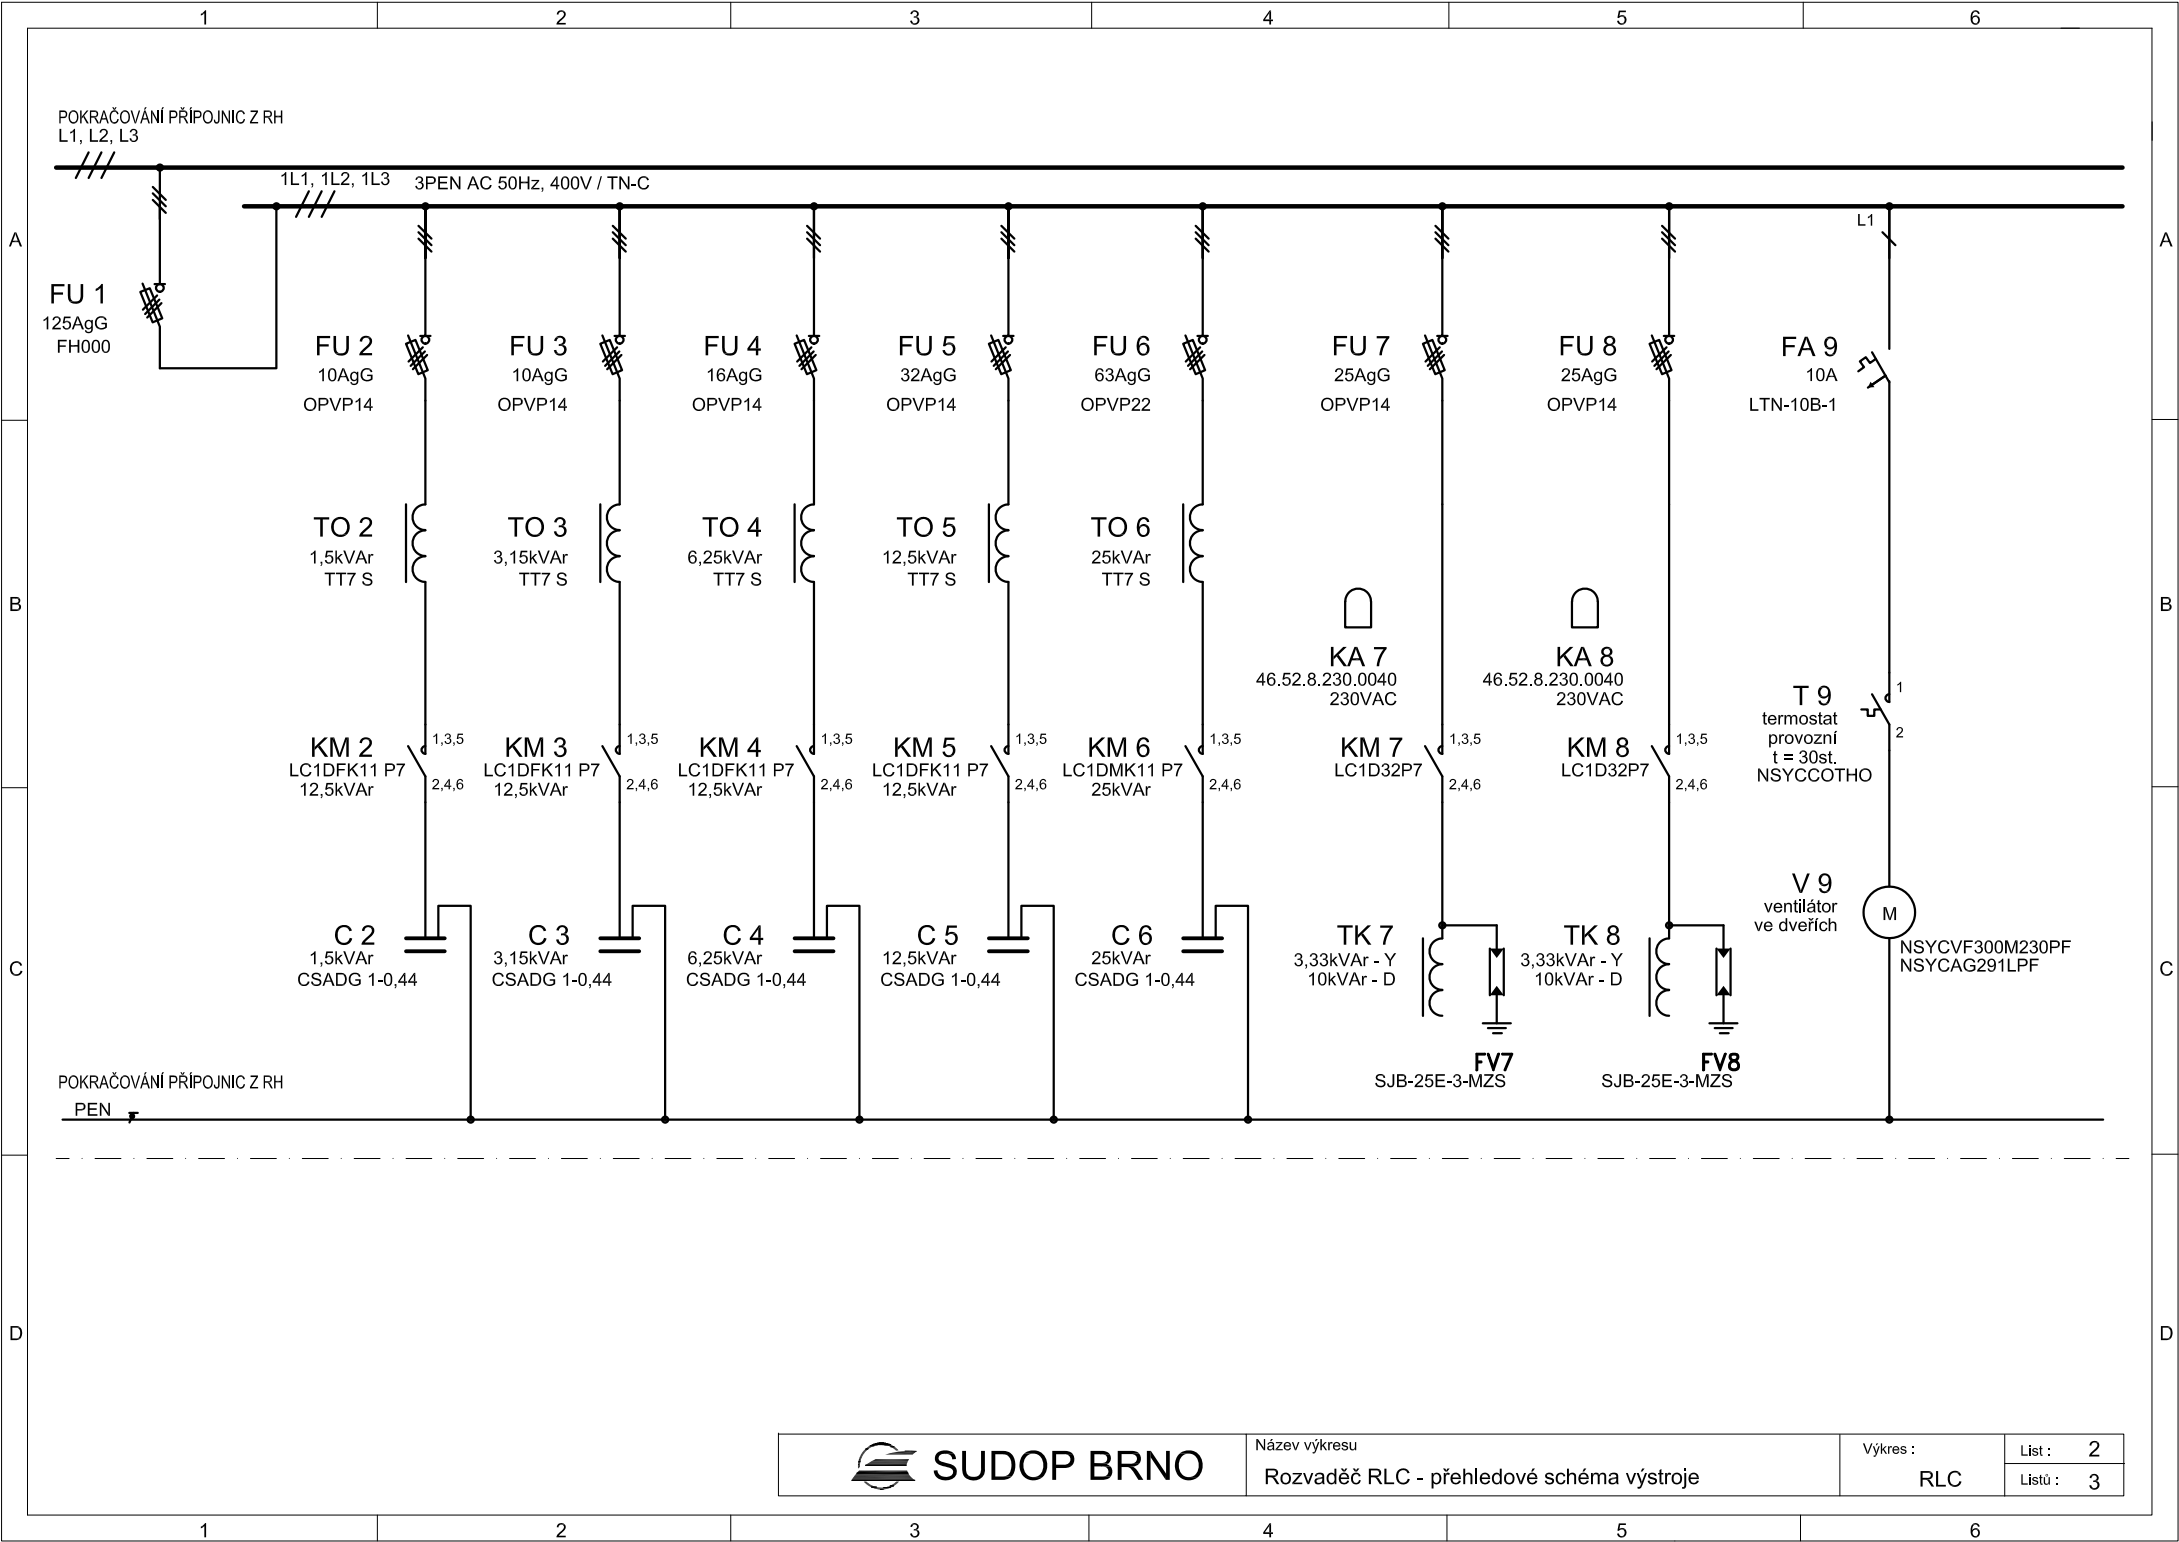 1 2 3 4 5 6
POKRAČOVÁNÍ PŘÍPOJNIC Z RH
L1, L2, L3
1L1, 1L2, 1L3 3PEN AC 50Hz, 400V / TN-C
L1
A A
FU 1
125AgG
FH000
FU 2
10AgG
OPVP14
FU 3
10AgG
OPVP14
FU 4
16AgG
OPVP14
FU 5
32AgG
OPVP14
FU 6
63AgG
OPVP22
FU 7
25AgG
OPVP14
FU 8
25AgG
OPVP14
FA 9
10A
LTN-10B-1
TO 2
1,5kVAr
TT7 S
TO 3
3,15kVAr
TT7 S
TO 4
6,25kVAr
TT7 S
TO 5
12,5kVAr
TT7 S
TO 6
25kVAr
TT7 S
B B
KA 7
46.52.8.230.0040
230VAC
KA 8
46.52.8.230.0040
230VAC
KM 2
LC1DFK11 P7
12,5kVAr
1,3,5
2,4,6
KM 3
LC1DFK11 P7
12,5kVAr
1,3,5
2,4,6
KM 4
LC1DFK11 P7
12,5kVAr
1,3,5
2,4,6
KM 5
LC1DFK11 P7
12,5kVAr
1,3,5
2,4,6
KM 6
LC1DMK11 P7
25kVAr
1,3,5
2,4,6
KM 7
LC1D32P7
1,3,5
2,4,6
KM 8
LC1D32P7
1,3,5
2,4,6
T 9
termostat
provozní
t = 30st.
NSYCCOTHO
1
2
C 2
1,5kVAr
CSADG 1-0,44
C 3
3,15kVAr
CSADG 1-0,44
C 4
6,25kVAr
CSADG 1-0,44
C 5
12,5kVAr
CSADG 1-0,44
C 6
25kVAr
CSADG 1-0,44
TK 7
3,33kVAr - Y
10kVAr - D
FV7
SJB-25E-3-MZS
TK 8
3,33kVAr - Y
10kVAr - D
FV8
SJB-25E-3-MZS
V 9
ventilátor
ve dveřích
M
NSYCVF300M230PF
NSYCAG291LPF
C C
POKRAČOVÁNÍ PŘÍPOJNIC Z RH
PEN
D D
SUDOP BRNO
Název výkresu
Rozvaděč RLC - přehledové schéma výstroje
Výkres :
RLC
List : 2
Listů : 3
1 2 3 4 5 6